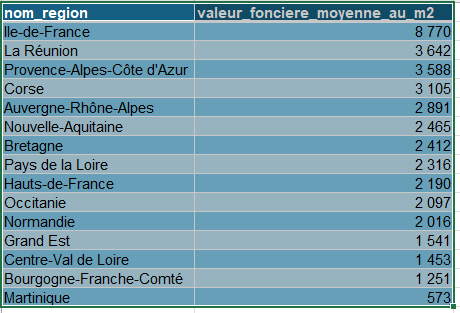 nom_region valeur_fonciere_moyenne_au_m2
Ile-de-France 8 770
La Réunion 3 642
Provence-Alpes-Côte d'Azur 3 588
Corse 3 105
Auvergne-Rhône-Alpes 2 891
Nouvelle-Aquitaine 2 465
Bretagne 2 412
Pays de la Loire 2 316
Hauts-de-France 2 190
Occitanie 2 097
Normandie 2 016
Grand Est 1 541
Centre-Val de Loire 1 453
Bourgogne-Franche-Comté 1 251
Martinique 573